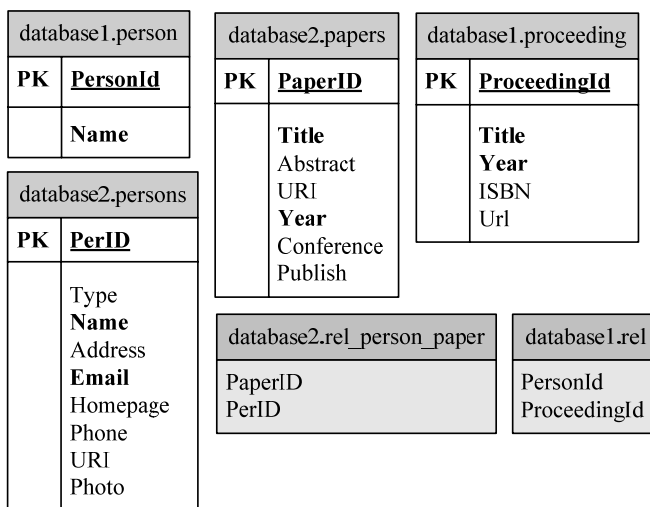 database1.person
PK PersonId
Name
database2.persons
PK PerID
Type
Name
Address
Email
Homepage
Phone
URI
Photo
database2.papers
PK PaperID
Title
Abstract
URI
Year
Conference
Publish
database1.proceeding
PK ProceedingId
Title
Year
ISBN
Url
database2.rel_person_paper
PaperID
PerID
database1.rel
PersonId
ProceedingId